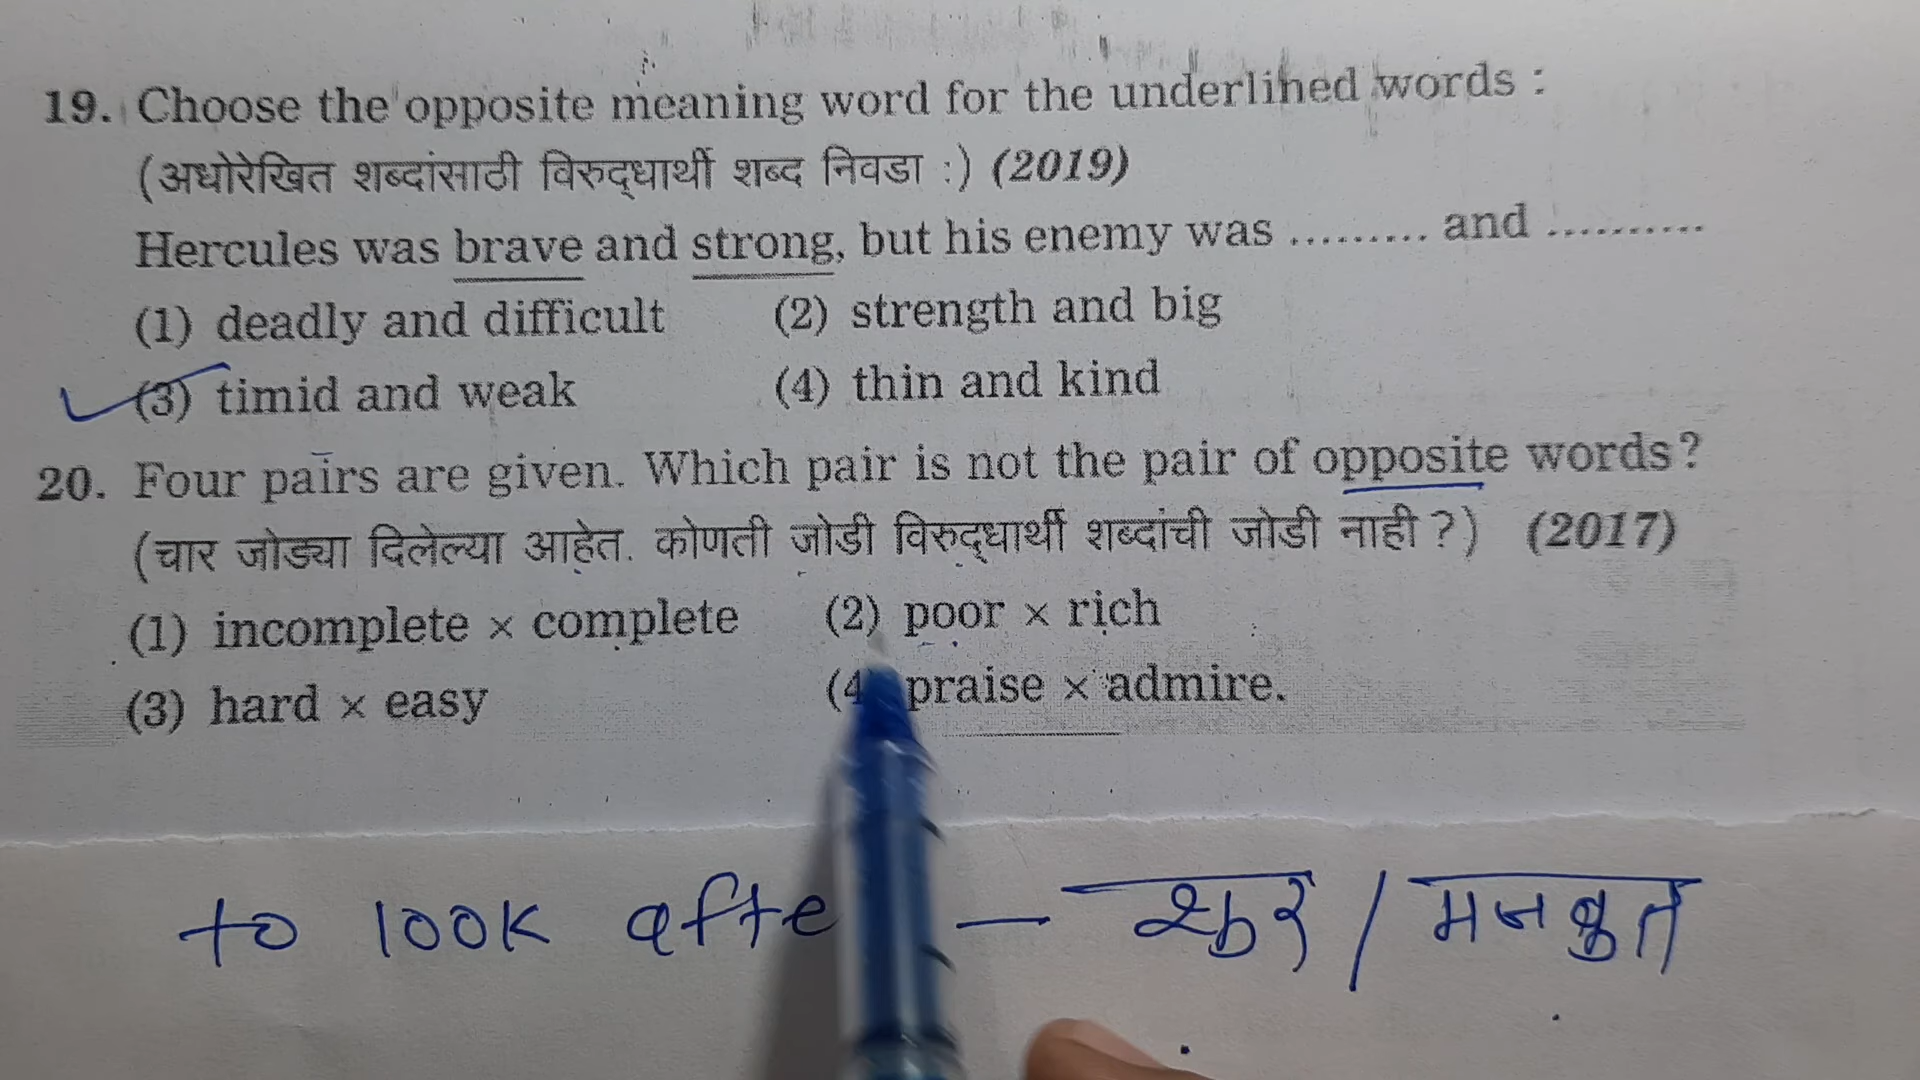 19. Choose the opposite meaning word for the underlined words :
(अधोरेखित शब्दांसाठी विरुद्धार्थी शब्द निवडा :) (2019)
Hercules was brave and strong, but his enemy was ......... and ..........
(1) deadly and difficult (2) strength and big
(3) timid and weak (4) thin and kind
20. Four pairs are given. Which pair is not the pair of opposite words?
(चार जोड्या दिलेल्या आहेत. कोणती जोडी विरुद्धार्थी शब्दांची जोडी नाही ?) (2017)
(1) incomplete × complete (2) poor × rich
(3) hard × easy (4 praise × admire.
to look afte – शूर / मजबुत